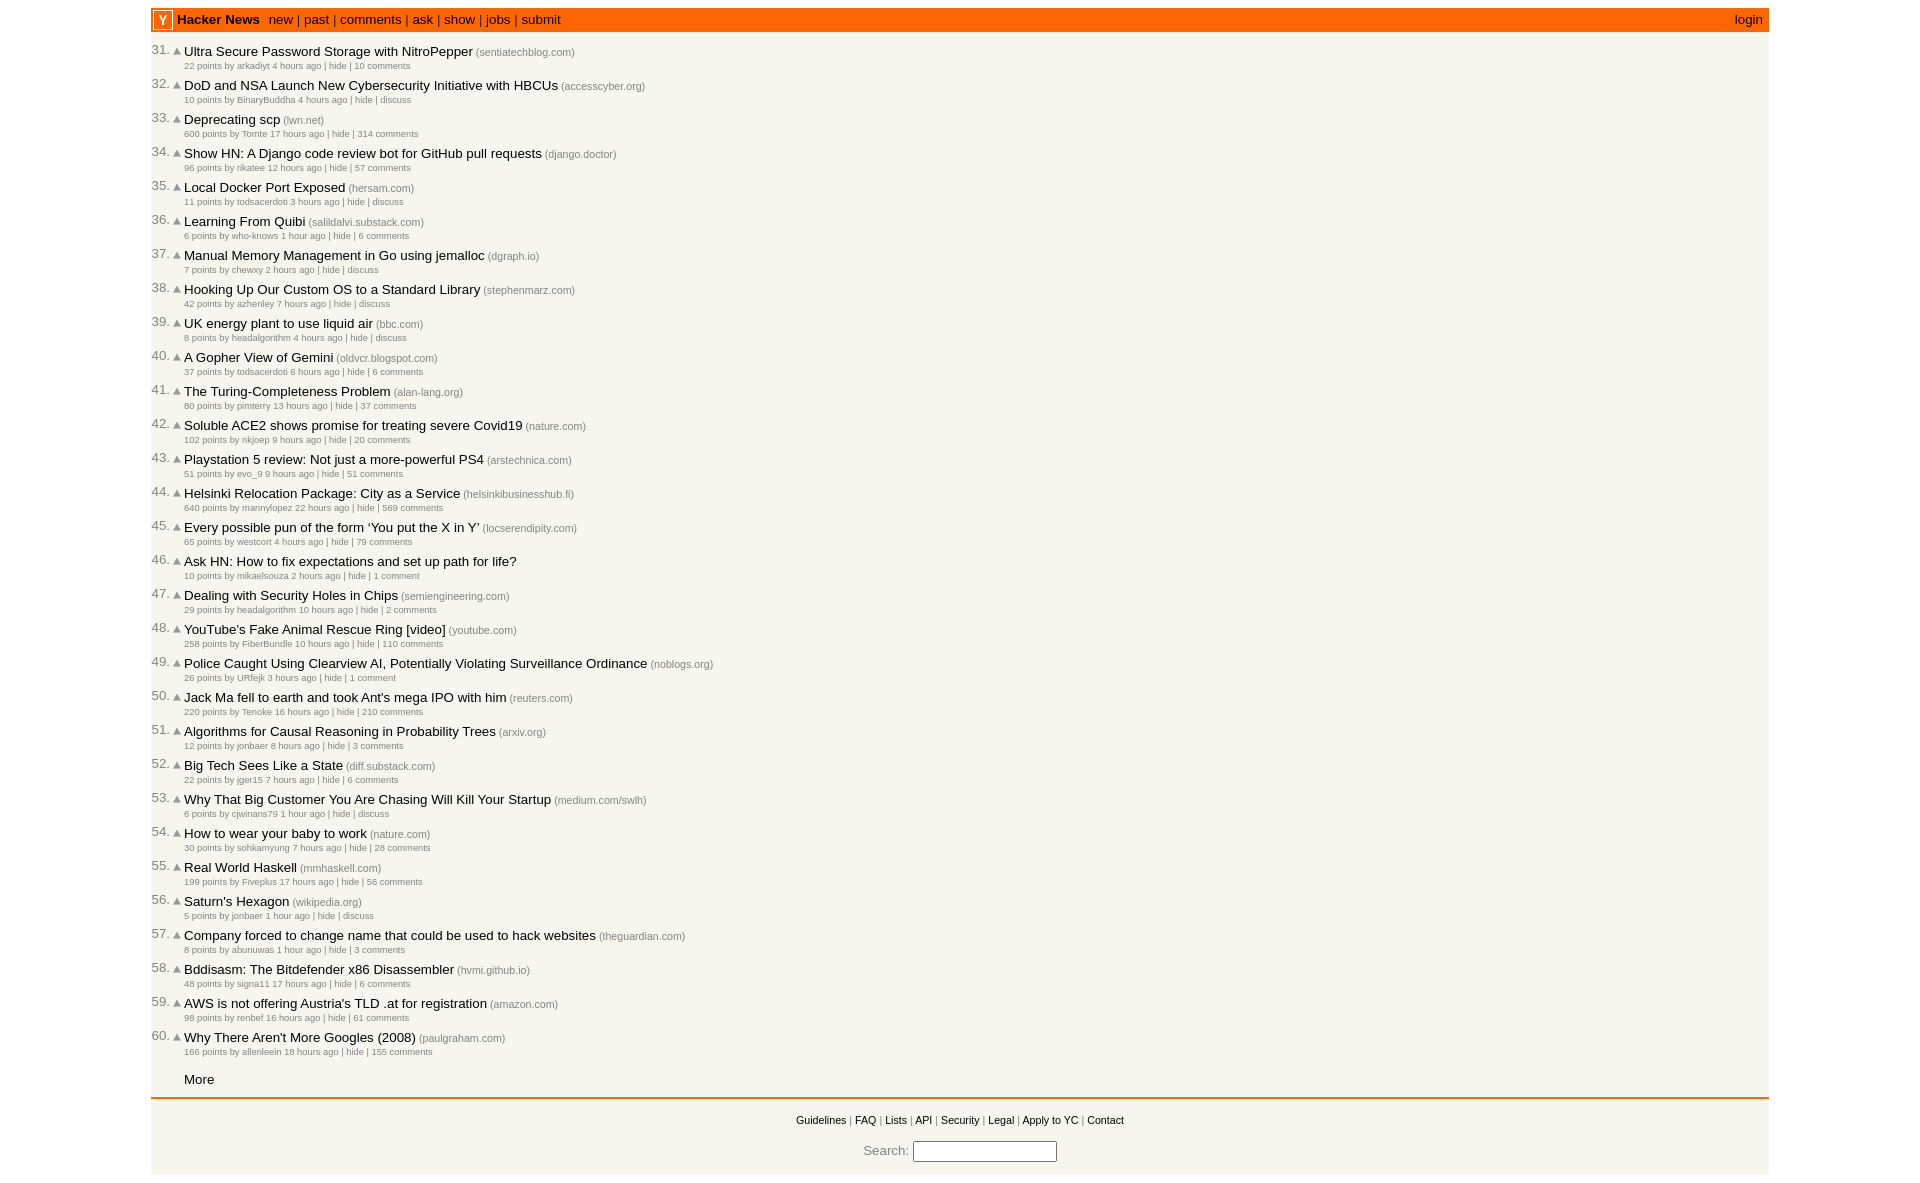 Y Hacker News new | past | comments | ask | show | jobs | submit login
31. Ultra Secure Password Storage with NitroPepper (sentiatechblog.com)
22 points by arkadiyt 4 hours ago | hide | 10 comments
32. DoD and NSA Launch New Cybersecurity Initiative with HBCUs (accesscyber.org)
10 points by BinaryBuddha 4 hours ago | hide | discuss
33. Deprecating scp (lwn.net)
600 points by Tomte 17 hours ago | hide | 314 comments
34. Show HN: A Django code review bot for GitHub pull requests (django.doctor)
96 points by rikatee 12 hours ago | hide | 57 comments
35. Local Docker Port Exposed (hersam.com)
11 points by todsacerdoti 3 hours ago | hide | discuss
36. Learning From Quibi (salildalvi.substack.com)
6 points by who-knows 1 hour ago | hide | 6 comments
37. Manual Memory Management in Go using jemalloc (dgraph.io)
7 points by chewxy 2 hours ago | hide | discuss
38. Hooking Up Our Custom OS to a Standard Library (stephenmarz.com)
42 points by azhenley 7 hours ago | hide | discuss
39. UK energy plant to use liquid air (bbc.com)
8 points by headalgorithm 4 hours ago | hide | discuss
40. A Gopher View of Gemini (oldvcr.blogspot.com)
37 points by todsacerdoti 6 hours ago | hide | 6 comments
41. The Turing-Completeness Problem (alan-lang.org)
80 points by pimterry 13 hours ago | hide | 37 comments
42. Soluble ACE2 shows promise for treating severe Covid19 (nature.com)
102 points by nkjoep 9 hours ago | hide | 20 comments
43. Playstation 5 review: Not just a more-powerful PS4 (arstechnica.com)
51 points by evo_9 9 hours ago | hide | 51 comments
44. Helsinki Relocation Package: City as a Service (helsinkibusinesshub.fi)
640 points by mannylopez 22 hours ago | hide | 569 comments
45. Every possible pun of the form ‘You put the X in Y’ (locserendipity.com)
65 points by westcort 4 hours ago | hide | 79 comments
46. Ask HN: How to fix expectations and set up path for life?
10 points by mikaelsouza 2 hours ago | hide | 1 comment
47. Dealing with Security Holes in Chips (semiengineering.com)
29 points by headalgorithm 10 hours ago | hide | 2 comments
48. YouTube's Fake Animal Rescue Ring [video] (youtube.com)
258 points by FiberBundle 10 hours ago | hide | 110 comments
49. Police Caught Using Clearview AI, Potentially Violating Surveillance Ordinance (noblogs.org)
26 points by URfejk 3 hours ago | hide | 1 comment
50. Jack Ma fell to earth and took Ant's mega IPO with him (reuters.com)
220 points by Tenoke 16 hours ago | hide | 210 comments
51. Algorithms for Causal Reasoning in Probability Trees (arxiv.org)
12 points by jonbaer 8 hours ago | hide | 3 comments
52. Big Tech Sees Like a State (diff.substack.com)
22 points by jger15 7 hours ago | hide | 6 comments
53. Why That Big Customer You Are Chasing Will Kill Your Startup (medium.com/swlh)
6 points by cjwinans79 1 hour ago | hide | discuss
54. How to wear your baby to work (nature.com)
30 points by sohkamyung 7 hours ago | hide | 28 comments
55. Real World Haskell (mmhaskell.com)
199 points by Fiveplus 17 hours ago | hide | 56 comments
56. Saturn's Hexagon (wikipedia.org)
5 points by jonbaer 1 hour ago | hide | discuss
57. Company forced to change name that could be used to hack websites (theguardian.com)
8 points by abunuwas 1 hour ago | hide | 3 comments
58. Bddisasm: The Bitdefender x86 Disassembler (hvmi.github.io)
48 points by signa11 17 hours ago | hide | 6 comments
59. AWS is not offering Austria's TLD .at for registration (amazon.com)
98 points by renbef 16 hours ago | hide | 61 comments
60. Why There Aren't More Googles (2008) (paulgraham.com)
166 points by allenleein 18 hours ago | hide | 155 comments
More
Guidelines | FAQ | Lists | API | Security | Legal | Apply to YC | Contact
Search: